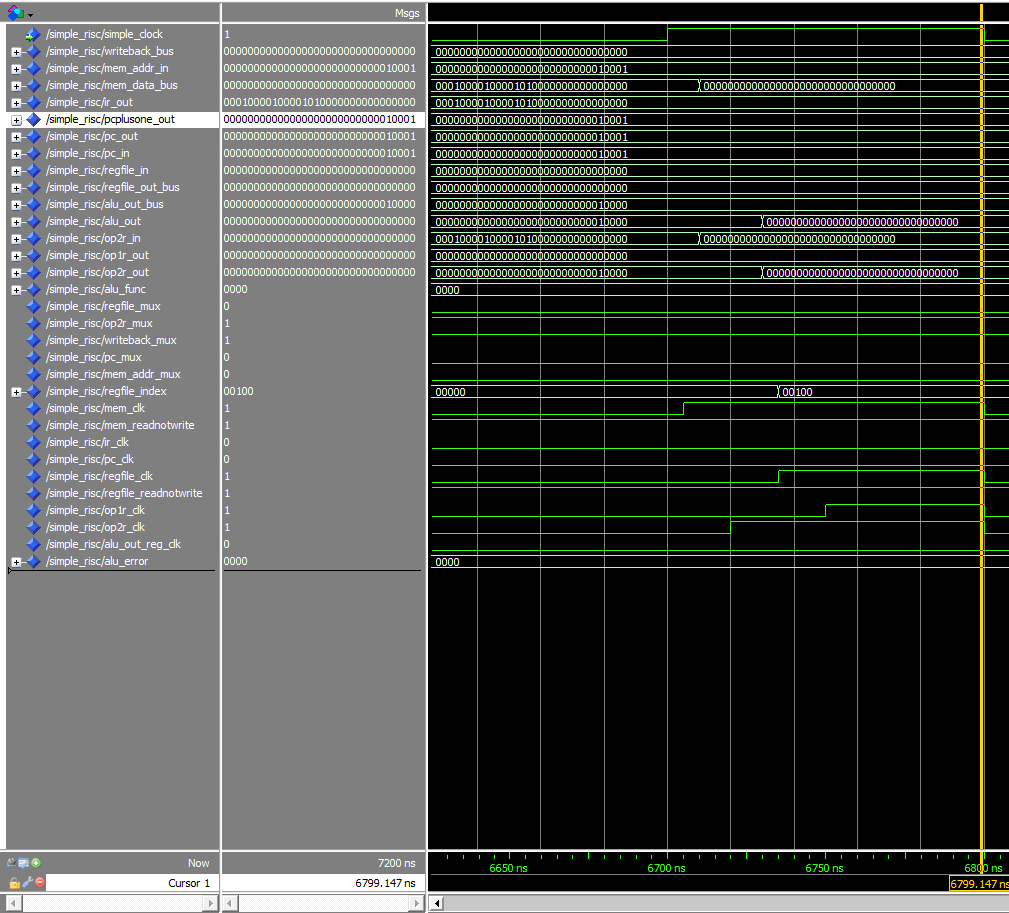 Msgs
/simple_risc/simple_clock 1
/simple_risc/writeback_bus 00000000000000000000000000000000 00000000000000000000000000000000
/simple_risc/mem_addr_in 00000000000000000000000000010001 00000000000000000000000000010001
/simple_risc/mem_data_bus 00000000000000000000000000000000 00010000100001010000000000000000 00000000000000000000000000000000
/simple_risc/ir_out 00010000100001010000000000000000 00010000100001010000000000000000
/simple_risc/pcplusone_out 00000000000000000000000000010001 00000000000000000000000000010001
/simple_risc/pc_out 00000000000000000000000000010001 00000000000000000000000000010001
/simple_risc/pc_in 00000000000000000000000000010001 00000000000000000000000000010001
/simple_risc/regfile_in 00000000000000000000000000000000 00000000000000000000000000000000
/simple_risc/regfile_out_bus 00000000000000000000000000000000 00000000000000000000000000000000
/simple_risc/alu_out_bus 00000000000000000000000000010000 00000000000000000000000000010000
/simple_risc/alu_out 00000000000000000000000000000000 00000000000000000000000000010000 00000000000000000000000000000000
/simple_risc/op2r_in 00000000000000000000000000000000 00010000100001010000000000000000 00000000000000000000000000000000
/simple_risc/op1r_out 00000000000000000000000000000000 00000000000000000000000000000000
/simple_risc/op2r_out 00000000000000000000000000000000 00000000000000000000000000010000 00000000000000000000000000000000
/simple_risc/alu_func 0000 0000
/simple_risc/regfile_mux 0
/simple_risc/op2r_mux 1
/simple_risc/writeback_mux 1
/simple_risc/pc_mux 0
/simple_risc/mem_addr_mux 0
/simple_risc/regfile_index 00100 00000 00100
/simple_risc/mem_clk 1
/simple_risc/mem_readnotwrite 1
/simple_risc/ir_clk 0
/simple_risc/pc_clk 0
/simple_risc/regfile_clk 1
/simple_risc/regfile_readnotwrite 1
/simple_risc/op1r_clk 1
/simple_risc/op2r_clk 1
/simple_risc/alu_out_reg_clk 0
/simple_risc/alu_error 0000 0000
Now 7200 ns 6650 ns 6700 ns 6750 ns 6800 ns
Cursor 1 6799.147 ns 6799.147 ns